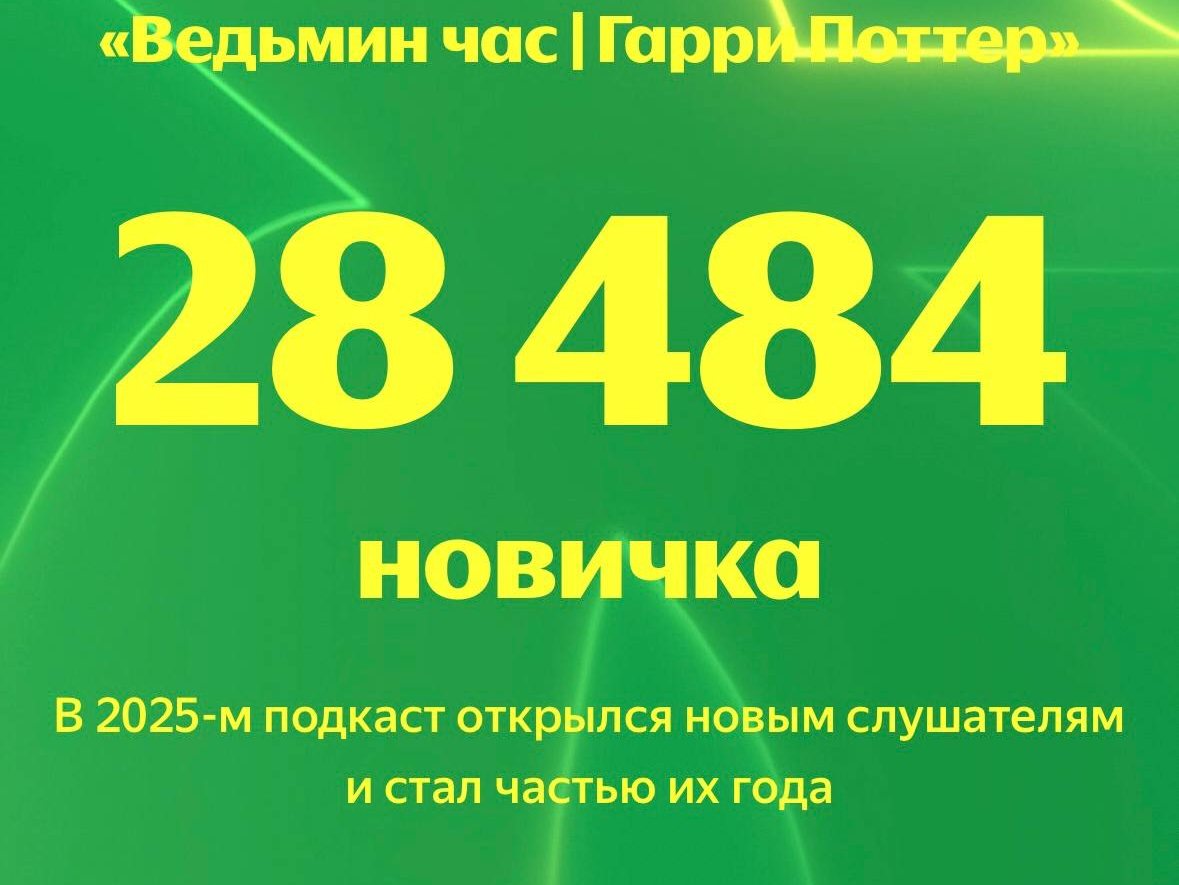 «Ведьмин час | Гарри Поттер»
28 484
новичка
В 2025-м подкаст открылся новым слушателям
и стал частью их года